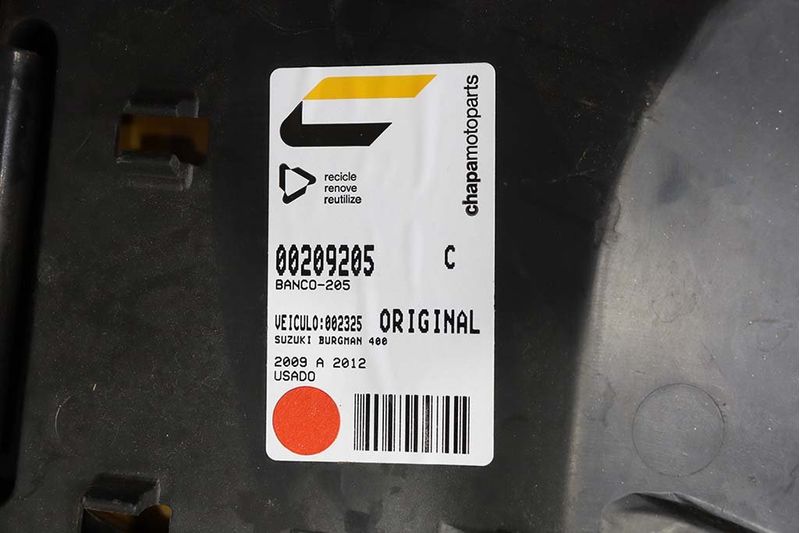 chapamotoparts
recicle
renove
reutilize
00209205 C
BANCO-205
VEICULO:002325 ORIGINAL
SUZUKI BURGMAN 400
2009 A 2012
USADO